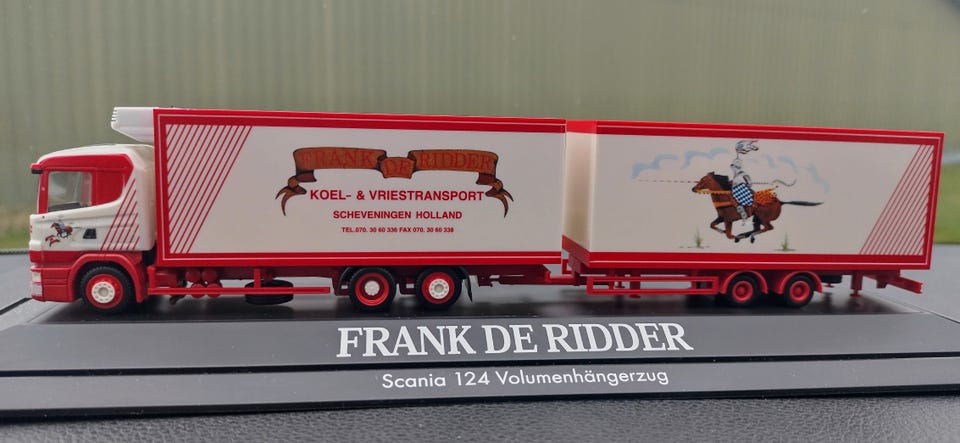 FRANK DE RIDDER
KOEL- & VRIESTRANSPORT
SCHEVENINGEN HOLLAND
TEL.070. 30 60 336 FAX 070. 30 60 338
FRANK DE RIDDER
Scania 124 Volumenhängerzug